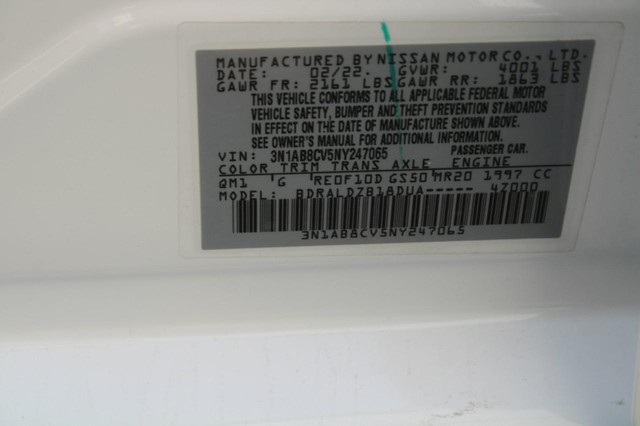 MANUFACTURED BY NISSAN MOTOR CO., LTD.
DATE: 02/22. GVWR: 4001 LBS
GAWR FR: 2161 LBS GAWR RR: 1863 LBS
THIS VEHICLE CONFORMS TO ALL APPLICABLE FEDERAL MOTOR
VEHICLE SAFETY, BUMPER AND THEFT PREVENTION STANDARDS
IN EFFECT ON THE DATE OF MANUFACTURE SHOWN ABOVE.
SEE OWNERS MANUAL FOR ADDITIONAL INFORMATION.
VIN: 3N1AB8CV5NY247065 PASSENGER CAR.
COLOR TRIM TRANS AXLE ENGINE
QM1 G RE0F10D GS50 MR20 1997 CC
MODEL: BDRALDZB18DUA----- 47000
3N1AB8CV5NY247065